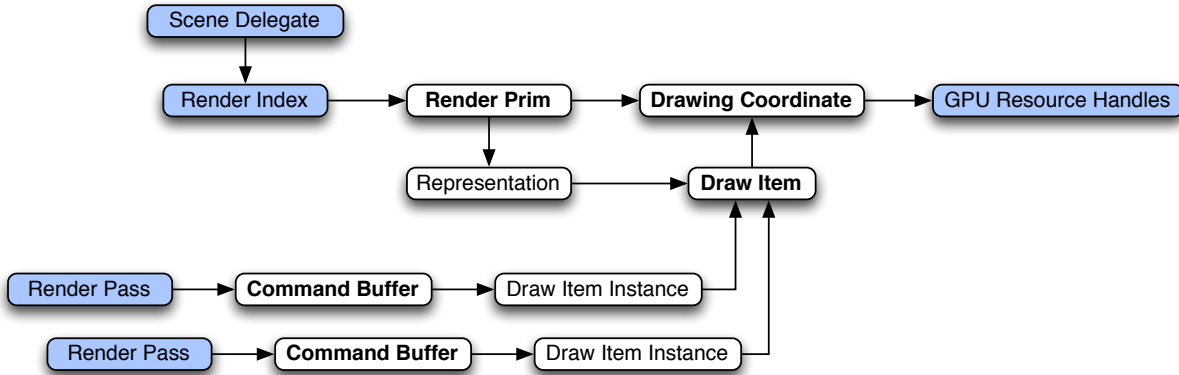 Scene Delegate
Render Index
Render Prim
Drawing Coordinate
GPU Resource Handles
Representation
Draw Item
Render Pass
Command Buffer
Draw Item Instance
Render Pass
Command Buffer
Draw Item Instance